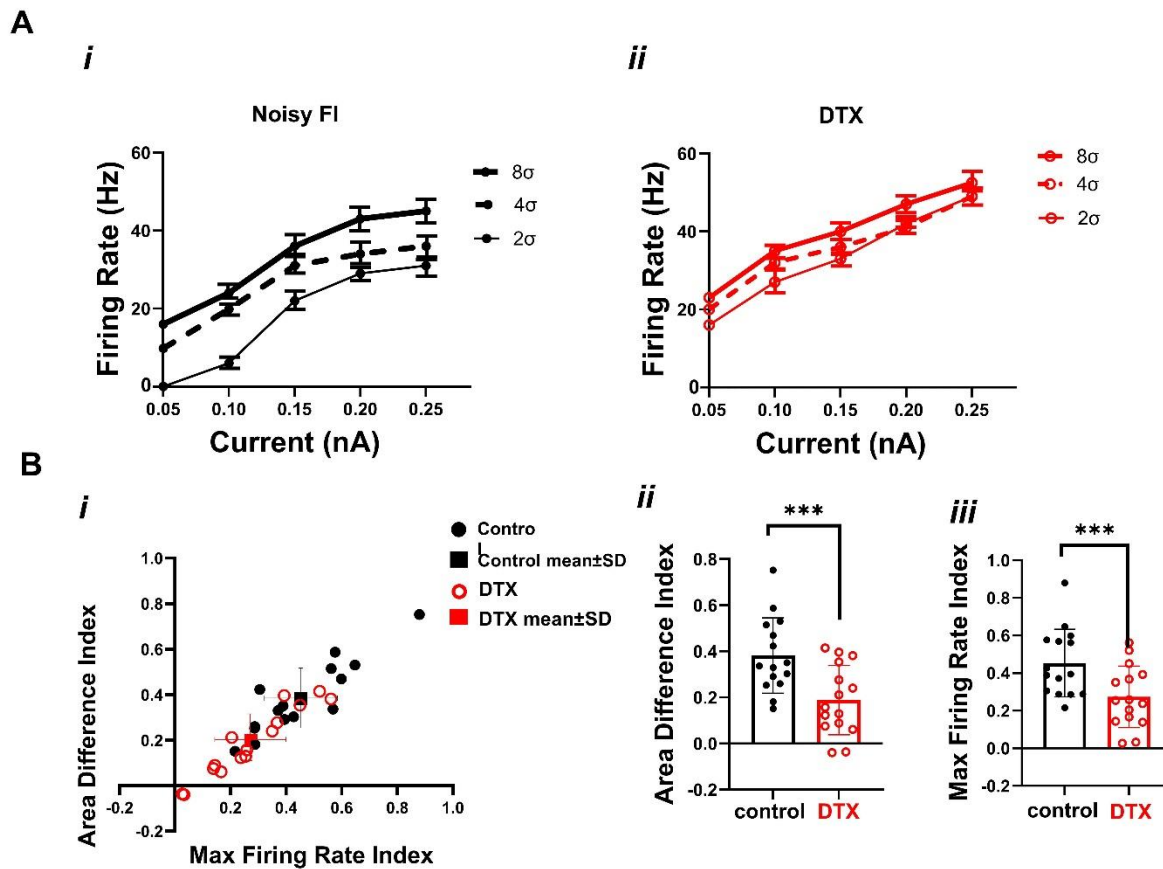 A
i
Noisy FI
Firing Rate (Hz)
60
40
20
0
0.05 0.10 0.15 0.20 0.25
Current (nA)
8σ
4σ
2σ
ii
DTX
Firing Rate (Hz)
60
40
20
0
0.05 0.10 0.15 0.20 0.25
Current (nA)
8σ
4σ
2σ
B
i
Area Difference Index
1.0
0.8
0.6
0.4
0.2
-0.2
-0.2 0.2 0.4 0.6 0.8 1.0
Max Firing Rate Index
Contro
l
Control mean±SD
DTX
DTX mean±SD
ii
***
Area Difference Index
0.8
0.6
0.4
0.2
0.0
-0.2
control DTX
iii
***
Max Firing Rate Index
1.0
0.8
0.6
0.4
0.2
0.0
-0.2
control DTX